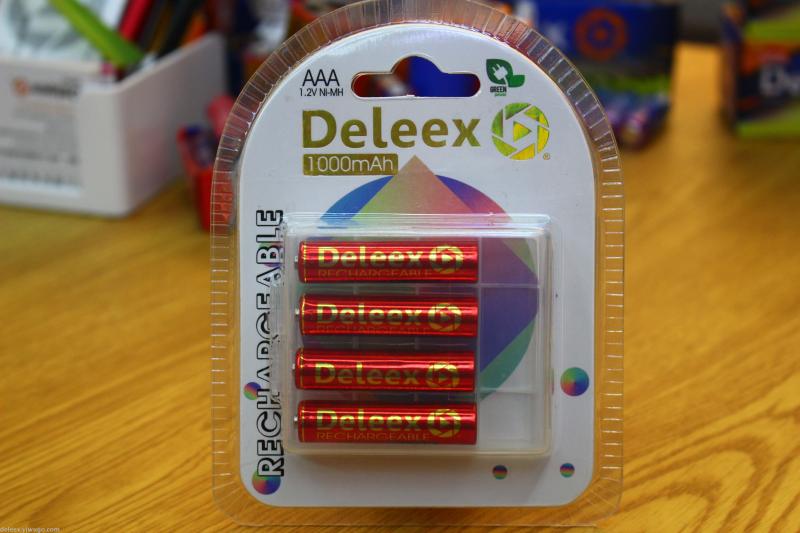 AAA
1.2V Ni-MH
GREEN
Deleex
®
1000mAh
RECHARGEABLE
Deleex
RECHARGEABLE
Deleex
RECHARGEABLE
Deleex
Deleex
RECHARGEABLE
deleex.yiwugo.com